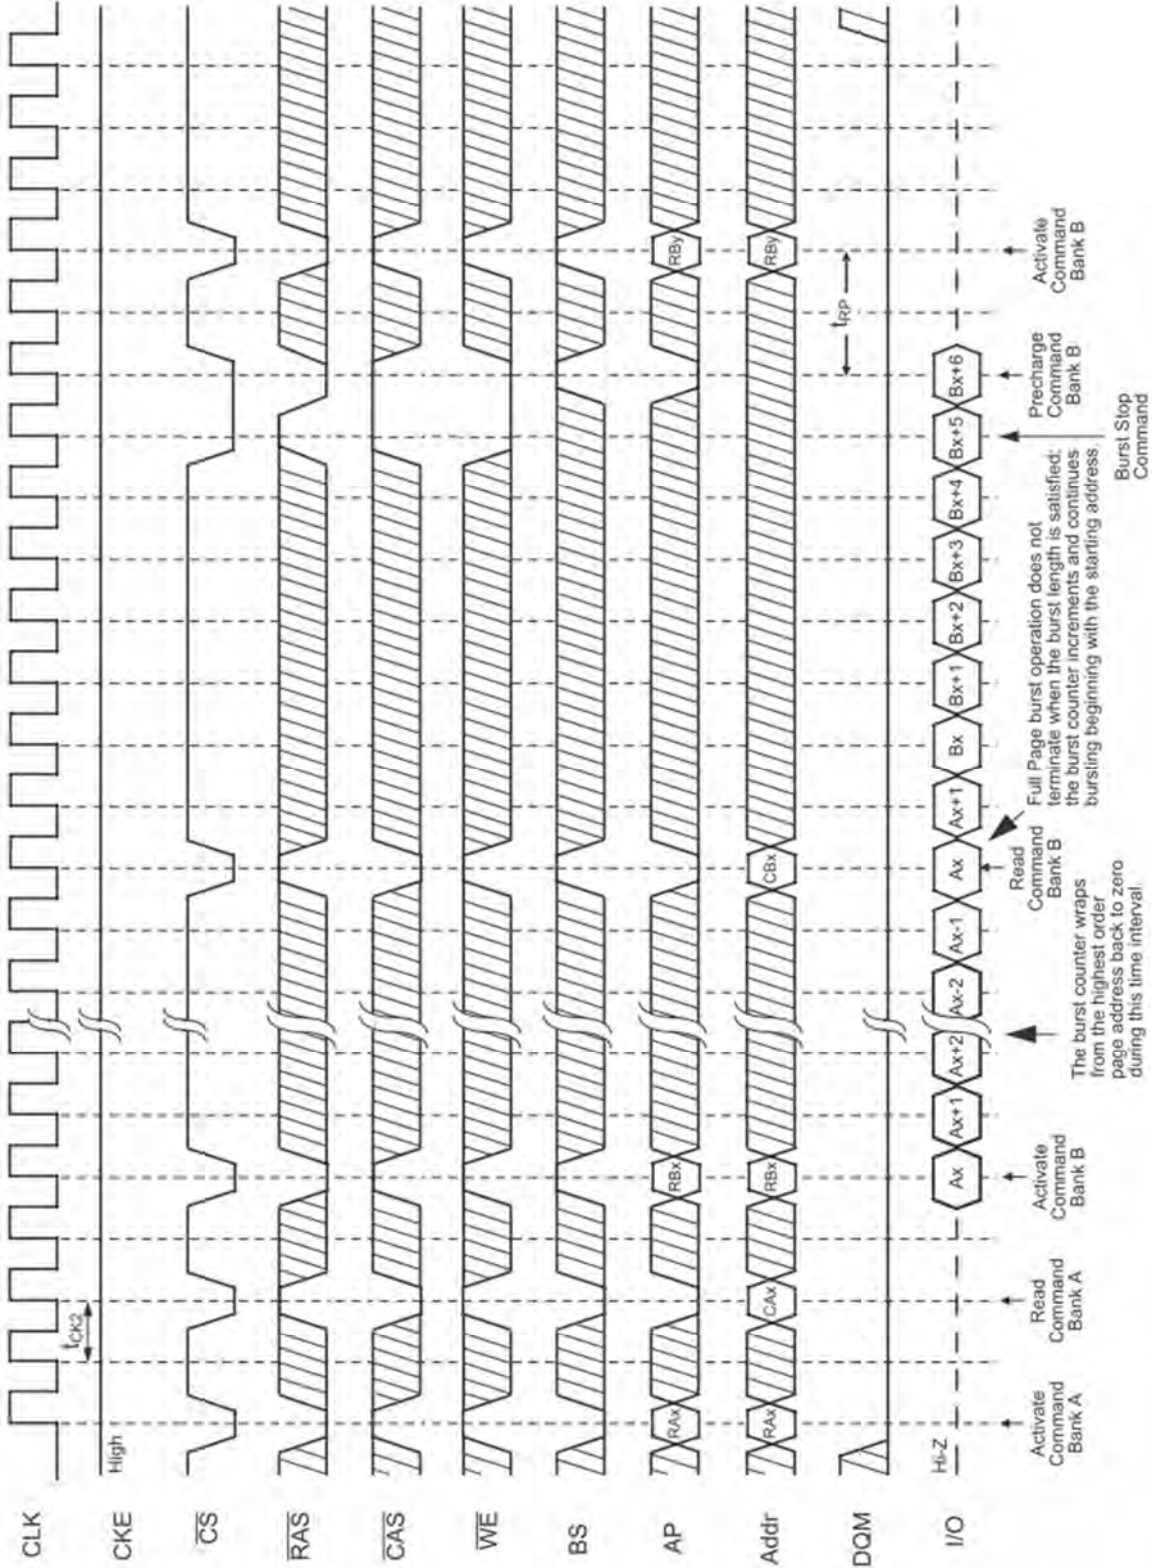 CLK
tCK2
CKE
High
CS
RAS
CAS
WE
BS
AP
RAx
RBx
RBy
Addr
RAx
CAx
RBx
CBx
RBy
DQM
tRP
I/O
Hi-Z
Ax
Ax+1
Ax+2
Ax-2
Ax-1
Ax
Ax+1
Bx
Bx+1
Bx+2
Bx+3
Bx+4
Bx+5
Bx+6
Activate
Command
Bank A
Read
Command
Bank A
Activate
Command
Bank B
The burst counter wraps
from the highest order
page address back to zero
during this time interval.
Read
Command
Bank B
Full Page burst operation does not
terminate when the burst length is satisfied;
the burst counter increments and continues
bursting beginning with the starting address.
Burst Stop
Command
Precharge
Command
Bank B
Activate
Command
Bank B